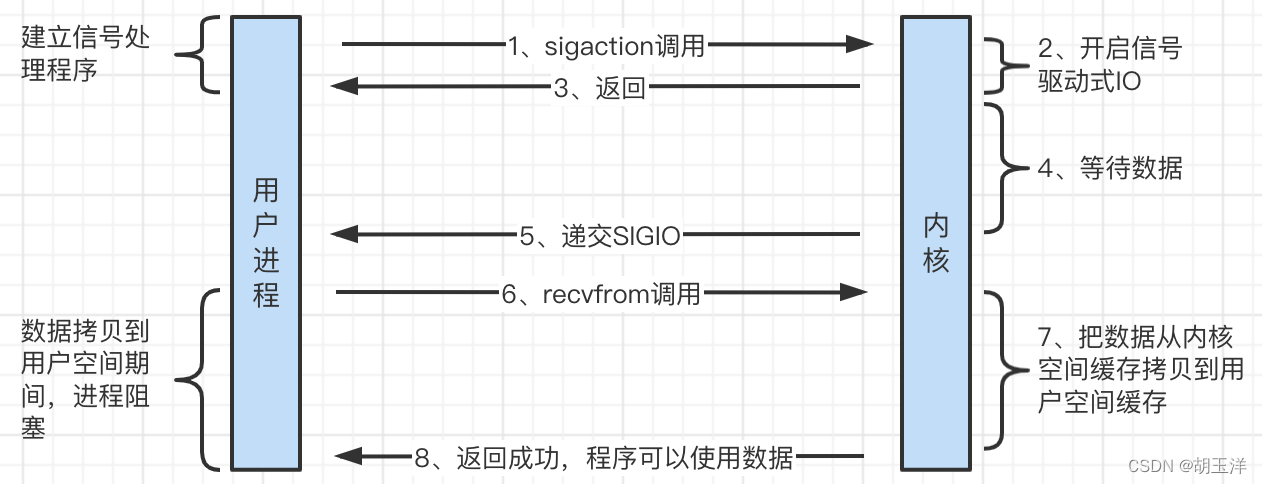 建立信号处
理程序
1、sigaction调用
2、开启信号
驱动式IO
3、返回
4、等待数据
用户进程
内核
5、递交SIGIO
6、recvfrom调用
数据拷贝到
用户空间期
间，进程阻
塞
7、把数据从内核
空间缓存拷贝到用
户空间缓存
8、返回成功，程序可以使用数据
CSDN @胡玉洋